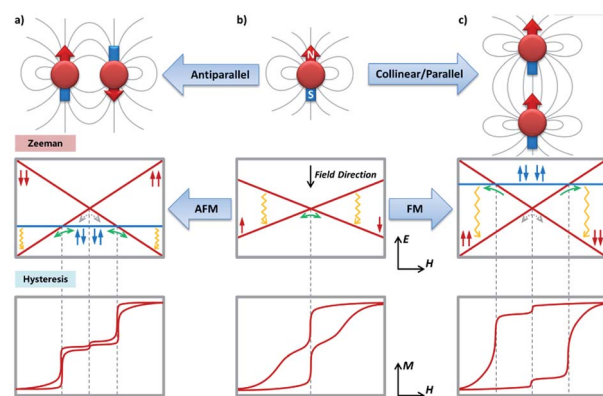 a)
b)
c)
Antiparallel
N
S
Collinear/Parallel
Zeeman
Field Direction
AFM
FM
E
H
Hysteresis
M
H